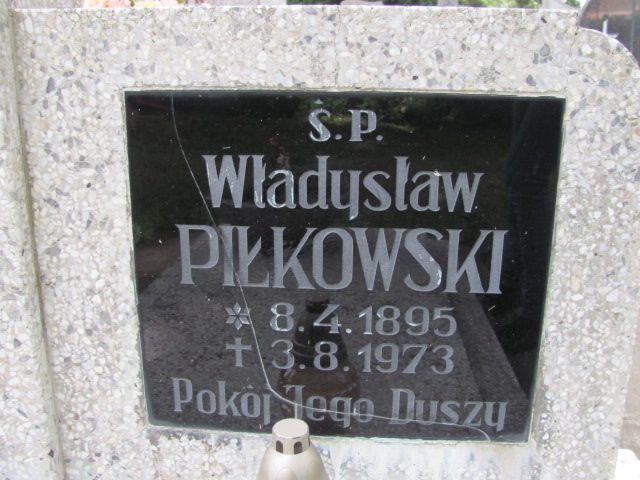 Ś.P.
Władysław
PIŁKOWSKI
* 8.4.1895
† 3.8.1973
Pokój Jego Duszy